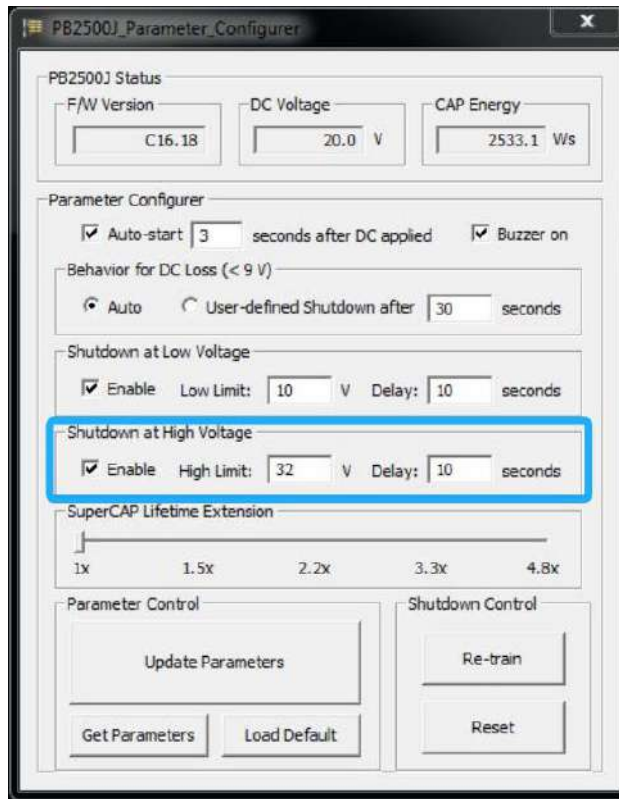 PB2500J_Parameter_Configurer
PB2500J Status
F/W Version DC Voltage CAP Energy
C16.18 20.0 V 2533.1 Ws
Parameter Configurer
Auto-start 3 seconds after DC applied Buzzer on
Behavior for DC Loss (< 9 V)
Auto User-defined Shutdown after 30 seconds
Shutdown at Low Voltage
Enable Low Limit: 10 V Delay: 10 seconds
Shutdown at High Voltage
Enable High Limit: 32 V Delay: 10 seconds
SuperCAP Lifetime Extension
1x 1.5x 2.2x 3.3x 4.8x
Parameter Control Shutdown Control
Update Parameters Re-train
Get Parameters Load Default Reset